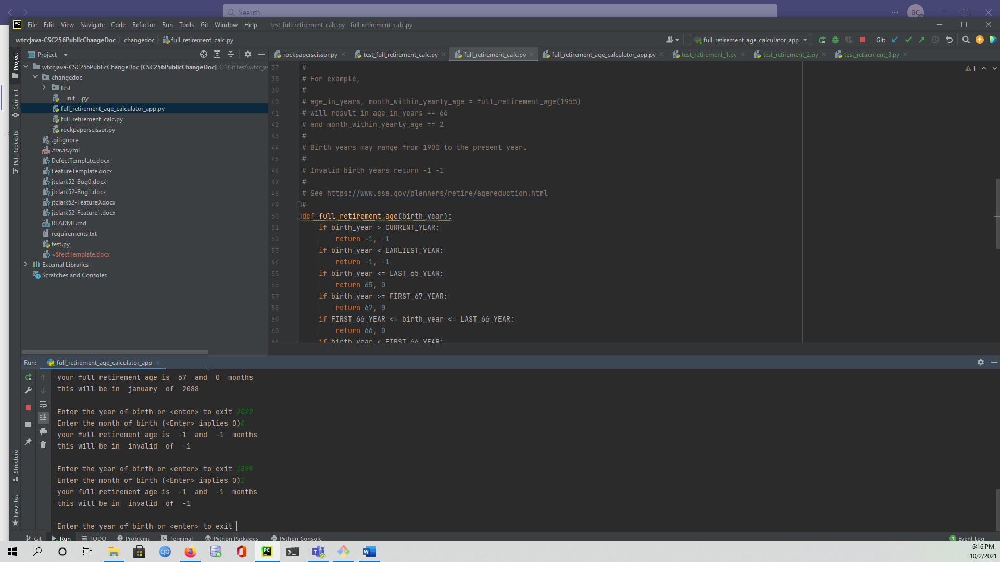 Search
BC
PC File Edit View Navigate Code Refactor Run Tools Git Window Help test_full_retirement_calc.py - full_retirement_calc.py
wtccjava-CSC256PublicChangeDoc changedoc full_retirement_calc.py full_retirement_age_calculator_app Git:
Project
Project
Commit
Pull Requests
wtccjava-CSC256PublicChangeDoc [CSC256PublicChangeDoc] C:\GitTest\wtccjav
changedoc
test
__init__.py
full_retirement_age_calculator_app.py
full_retirement_calc.py
rockpaperscissor.py
.gitignore
.travis.yml
DefectTemplate.docx
FeatureTemplate.docx
jtclark52-Bug0.docx
jtclark52-Bug1.docx
jtclark52-Feature0.docx
jtclark52-Feature1.docx
README.md
requirements.txt
test.py
~$fectTemplate.docx
External Libraries
Scratches and Consoles
rockpaperscissor.py test_full_retirement_calc.py full_retirement_calc.py full_retirement_age_calculator_app.py test_retirement_1.py test_retirement_2.py test_retirement_3.py
1
37 #
38 # For example,
39 #
40 # age_in_years, month_within_yearly_age = full_retirement_age(1955)
41 # will result in age_in_years == 66
42 # and month_within_yearly_age == 2
43 #
44 # Birth years may range from 1900 to the present year.
45 #
46 # Invalid birth years return -1 -1
47 #
48 # See https://www.ssa.gov/planners/retire/agereduction.html
49 #
50 def full_retirement_age(birth_year):
51 if birth_year > CURRENT_YEAR:
52 return -1, -1
53 if birth_year < EARLIEST_YEAR:
54 return -1, -1
55 if birth_year <= LAST_65_YEAR:
56 return 65, 0
57 if birth_year >= FIRST_67_YEAR:
58 return 67, 0
59 if FIRST_66_YEAR <= birth_year <= LAST_66_YEAR:
60 return 66, 0
61 if birth_year < FIRST_66_YEAR:
Run: full_retirement_age_calculator_app
your full retirement age is 67 and 0 months
this will be in january of 2088
Enter the year of birth or <enter> to exit 2022
Enter the month of birth (<Enter> implies 0)0
your full retirement age is -1 and -1 months
this will be in invalid of -1
Enter the year of birth or <enter> to exit 1899
Enter the month of birth (<Enter> implies 0)1
your full retirement age is -1 and -1 months
this will be in invalid of -1
Enter the year of birth or <enter> to exit
Structure
Favorites
Git Run TODO Problems Terminal Python Packages Python Console 1 Event Log
qb PC W
6:16 PM
10/2/2021